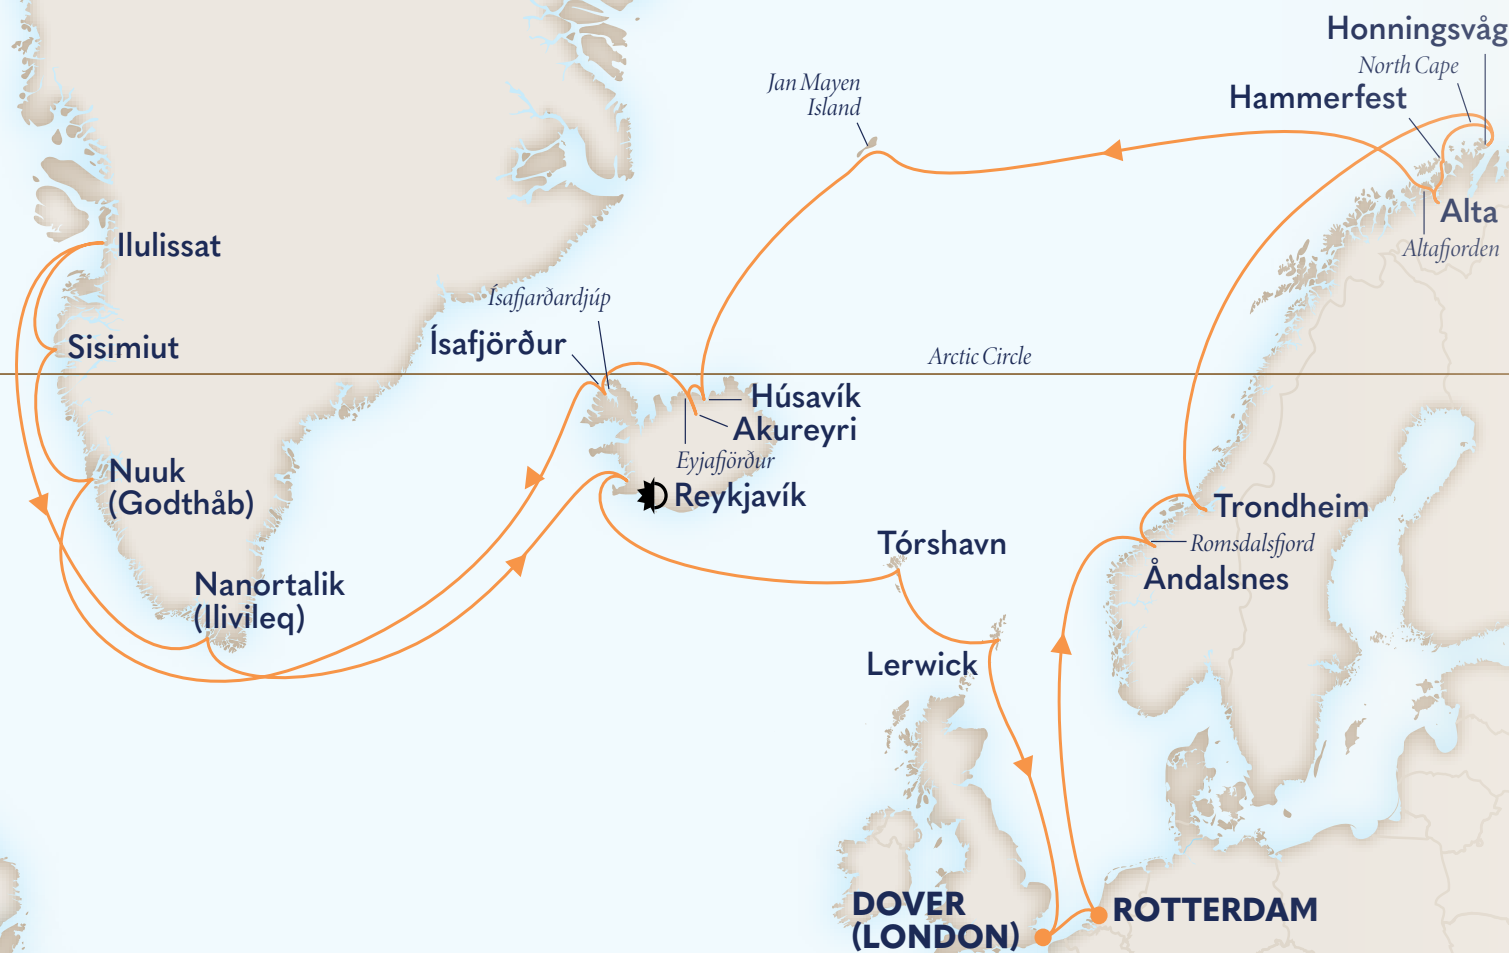 Honningsvåg
North Cape
Jan Mayen
Island
Hammerfest
Alta
Altafjorden
Ilulissat
Ísafjarðardjúp
Sisimiut
Ísafjörður
Arctic Circle
Húsavík
Akureyri
Eyjafjörður
Nuuk
(Godthåb)
Reykjavík
Trondheim
Romsdalsfjord
Tórshavn
Åndalsnes
Nanortalik
(Ilivileq)
Lerwick
DOVER
(LONDON)
ROTTERDAM